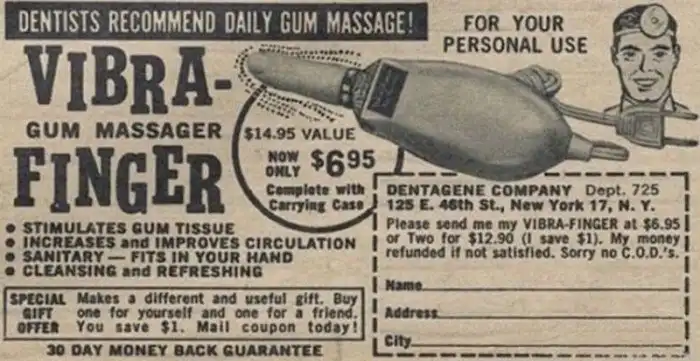 DENTISTS RECOMMEND DAILY GUM MASSAGE!
FOR YOUR
PERSONAL USE
VIBRA-
GUM MASSAGER
FINGER
$14.95 VALUE
NOW
ONLY $6.95
Complete with
Carrying Case
• STIMULATES GUM TISSUE
• INCREASES and IMPROVES CIRCULATION
• SANITARY — FITS IN YOUR HAND
• CLEANSING and REFRESHING
SPECIAL
GIFT
OFFER
Makes a different and useful gift. Buy
one for yourself and one for a friend.
You save $1. Mail coupon today!
30 DAY MONEY BACK GUARANTEE
DENTAGENE COMPANY Dept. 725
125 E. 46th St., New York 17, N. Y.
Please send me my VIBRA-FINGER at $6.95
or Two for $12.90 (I save $1). My money
refunded if not satisfied. Sorry no C.O.D.'s.
Name
Address
City